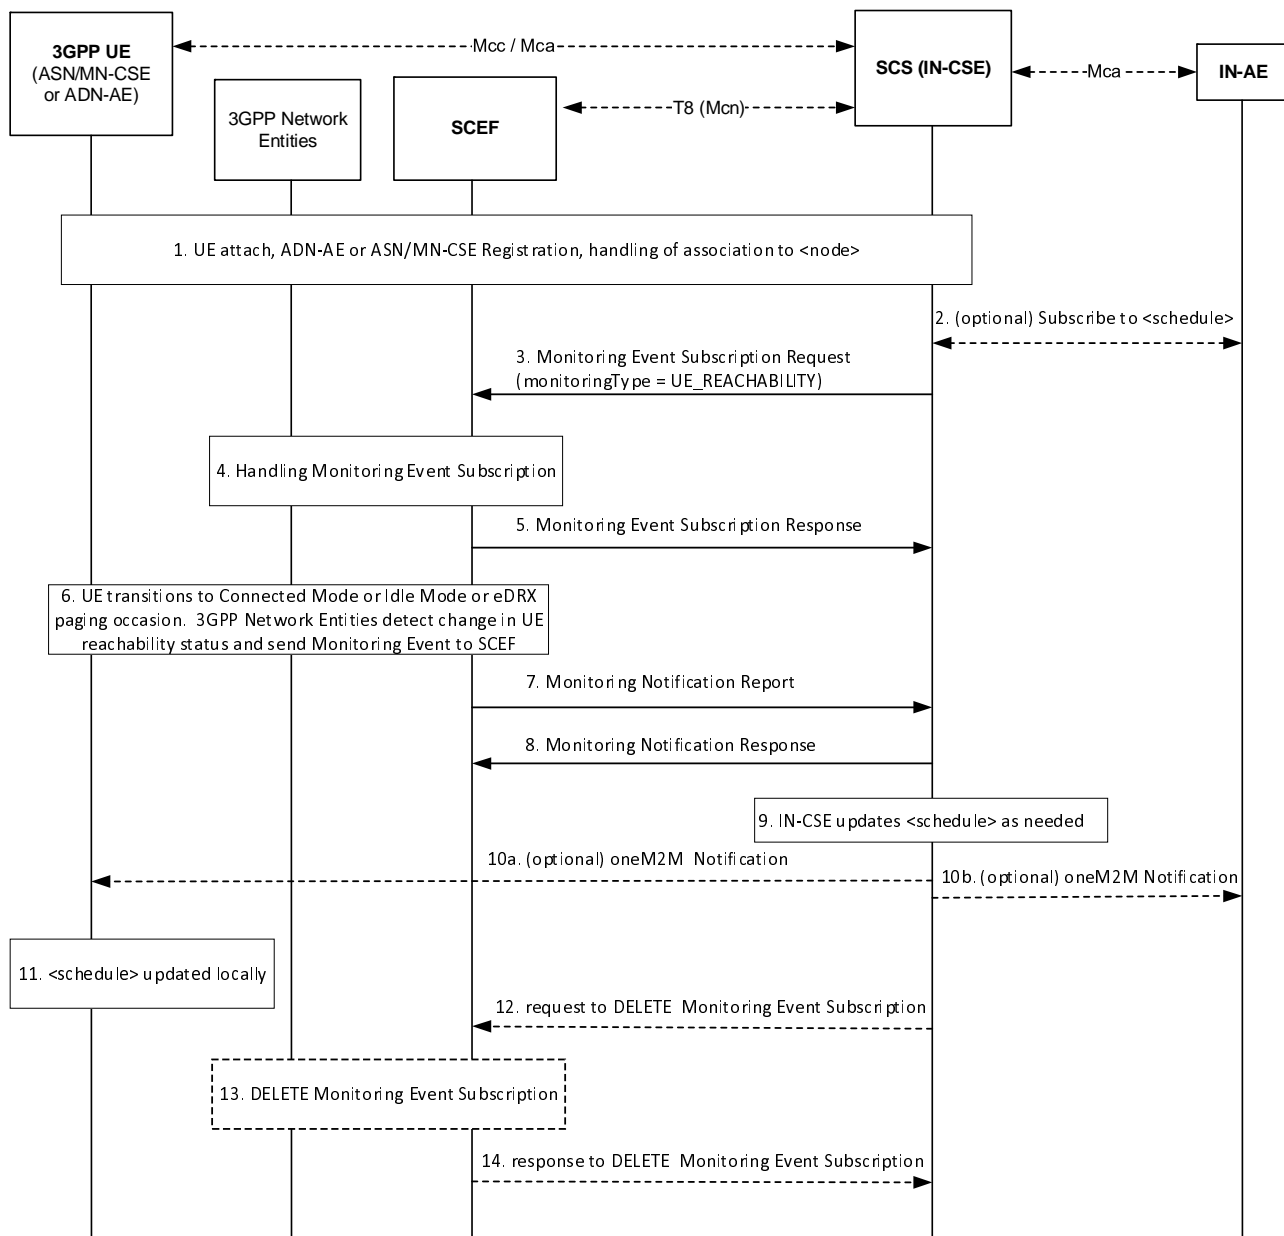 3GPP UE
(ASN/MN-CSE
or ADN-AE)
Mcc / Mca
SCS (IN-CSE)
Mca
IN-AE
3GPP Network
Entities
SCEF
T8 (Mcn)
1. UE attach, ADN-AE or ASN/MN-CSE Registration, handling of association to <node>
2. (optional) Subscribe to <schedule>
3. Monitoring Event Subscription Request
(monitoringType = UE_REACHABILITY)
4. Handling Monitoring Event Subscription
5. Monitoring Event Subscription Response
6. UE transitions to Connected Mode or Idle Mode or eDRX
paging occasion. 3GPP Network Entities detect change in UE
reachability status and send Monitoring Event to SCEF
7. Monitoring Notification Report
8. Monitoring Notification Response
9. IN-CSE updates <schedule> as needed
10a. (optional) oneM2M Notification
10b. (optional) oneM2M Notification
11. <schedule> updated locally
12. request to DELETE Monitoring Event Subscription
13. DELETE Monitoring Event Subscription
14. response to DELETE Monitoring Event Subscription